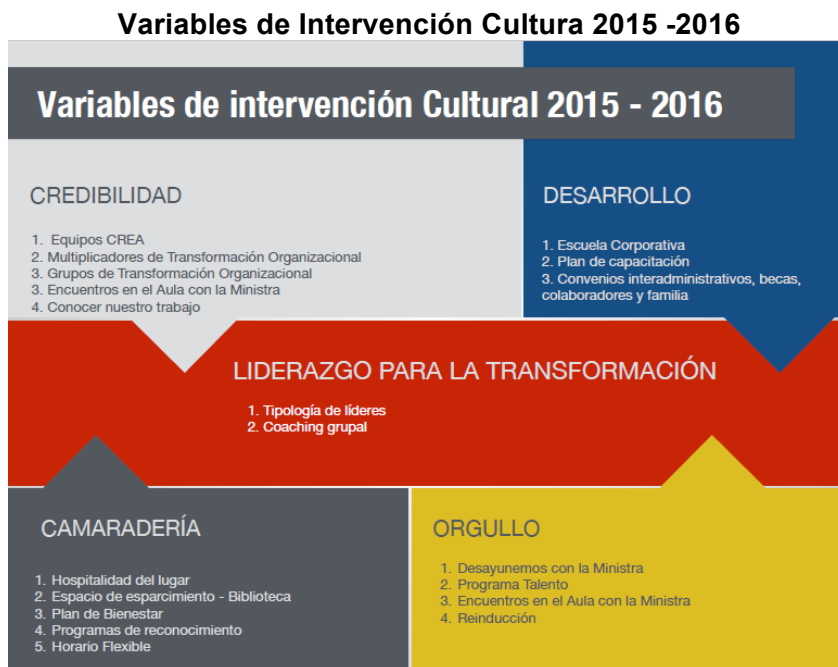 Variables de Intervención Cultura 2015 -2016
Variables de intervención Cultural 2015 - 2016
CREDIBILIDAD
1. Equipos CREA
2. Multiplicadores de Transformación Organizacional
3. Grupos de Transformación Organizacional
3. Encuentros en el Aula con la Ministra
4. Conocer nuestro trabajo
DESARROLLO
1. Escuela Corporativa
2. Plan de capacitación
3. Convenios interadministrativos, becas,
colaboradores y familia
LIDERAZGO PARA LA TRANSFORMACIÓN
1. Tipología de líderes
2. Coaching grupal
CAMARADERÍA
1. Hospitalidad del lugar
2. Espacio de esparcimiento - Biblioteca
3. Plan de Bienestar
4. Programas de reconocimiento
5. Horario Flexible
ORGULLO
1. Desayunemos con la Ministra
2. Programa Talento
3. Encuentros en el Aula con la Ministra
4. Reinducción